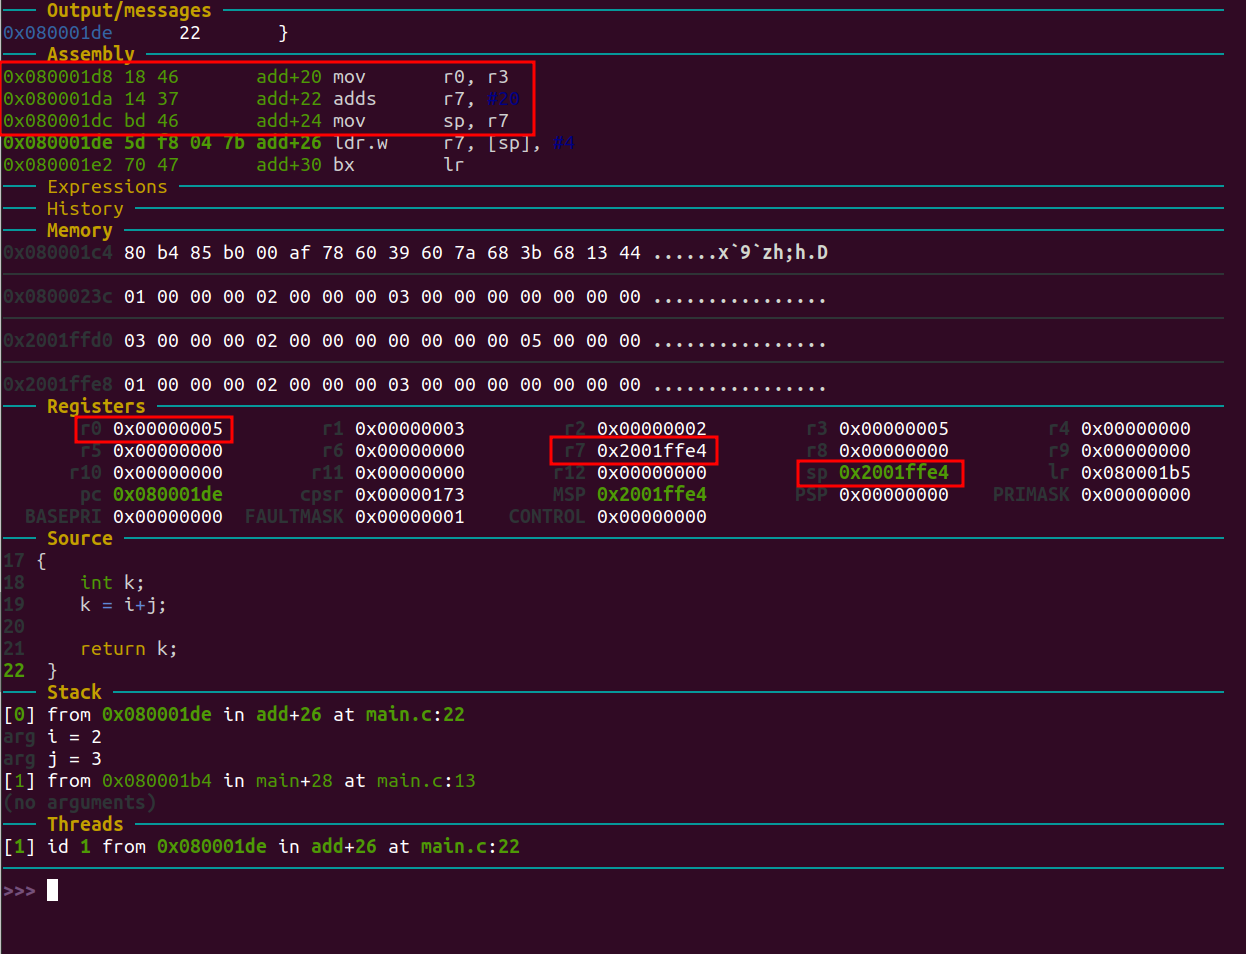 Output/messages
0x080001de 22 }
Assembly
0x080001d8 18 46 add+20 mov r0, r3
0x080001da 14 37 add+22 adds r7, #20
0x080001dc bd 46 add+24 mov sp, r7
0x080001de 5d f8 04 7b add+26 ldr.w r7, [sp], #4
0x080001e2 70 47 add+30 bx lr
Expressions
History
Memory
0x080001c4 80 b4 85 b0 00 af 78 60 39 60 7a 68 3b 68 13 44 ......x`9`zh;h.D
0x0800023c 01 00 00 00 02 00 00 00 03 00 00 00 00 00 00 00 ................
0x2001ffd0 03 00 00 00 02 00 00 00 00 00 00 00 05 00 00 00 ................
0x2001ffe8 01 00 00 00 02 00 00 00 03 00 00 00 00 00 00 00 ................
Registers
r0 0x00000005 r1 0x00000003 r2 0x00000002 r3 0x00000005 r4 0x00000000
r5 0x00000000 r6 0x00000000 r7 0x2001ffe4 r8 0x00000000 r9 0x00000000
r10 0x00000000 r11 0x00000000 r12 0x00000000 sp 0x2001ffe4 lr 0x080001b5
pc 0x080001de cpsr 0x00000173 MSP 0x2001ffe4 PSP 0x00000000 PRIMASK 0x00000000
BASEPRI 0x00000000 FAULTMASK 0x00000001 CONTROL 0x00000000
Source
17 {
18 int k;
19 k = i+j;
20
21 return k;
22 }
Stack
[0] from 0x080001de in add+26 at main.c:22
arg i = 2
arg j = 3
[1] from 0x080001b4 in main+28 at main.c:13
(no arguments)
Threads
[1] id 1 from 0x080001de in add+26 at main.c:22
>>>